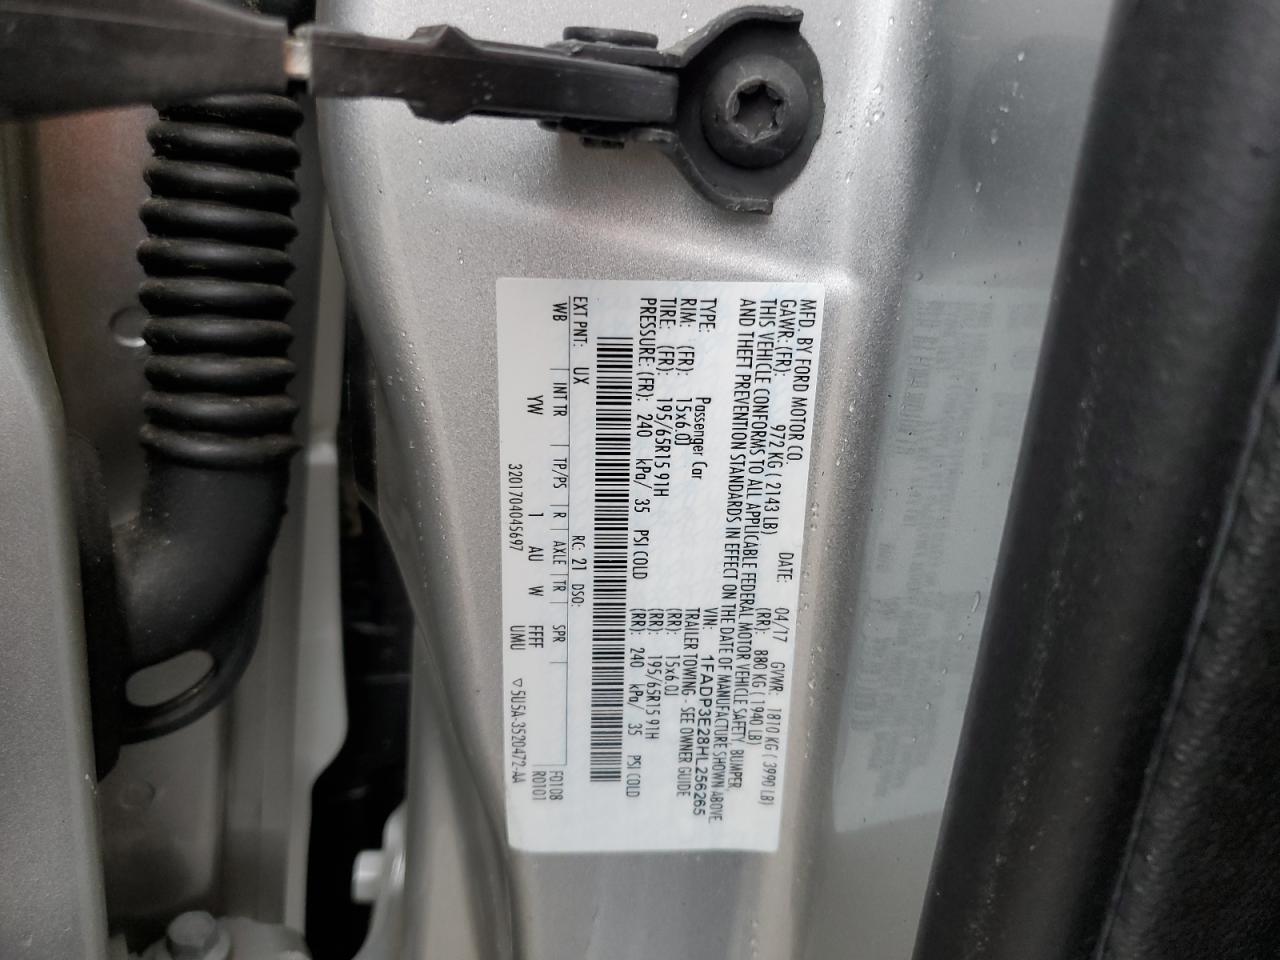 MFD. BY FORD MOTOR CO.
DATE: 04/17 GVWR: 1810 KG ( 3990 LB)
GAWR: (FR): 972 KG ( 2143 LB) (RR): 880 KG ( 1940 LB)
THIS VEHICLE CONFORMS TO ALL APPLICABLE FEDERAL MOTOR VEHICLE SAFETY, BUMPER,
AND THEFT PREVENTION STANDARDS IN EFFECT ON THE DATE OF MANUFACTURE SHOWN ABOVE.
VIN: 1FADP3E28HL256265
TYPE: Passenger Car TRAILER TOWING - SEE OWNER GUIDE
RIM: (FR): 15x6.0J (RR): 15x6.0J
TIRE: (FR): 195/65R15 91H (RR): 195/65R15 91H
PRESSURE: (FR): 240 kPa/ 35 PSI COLD (RR): 240 kPa/ 35 PSI COLD
EXT PNT: UX RC: 21 DSO:
WB INT TR TP/PS R AXLE TR SPR F0108
YW 1 AU W FFFF R0101
3201704045697 UMU ▽5U5A-3520472-AA